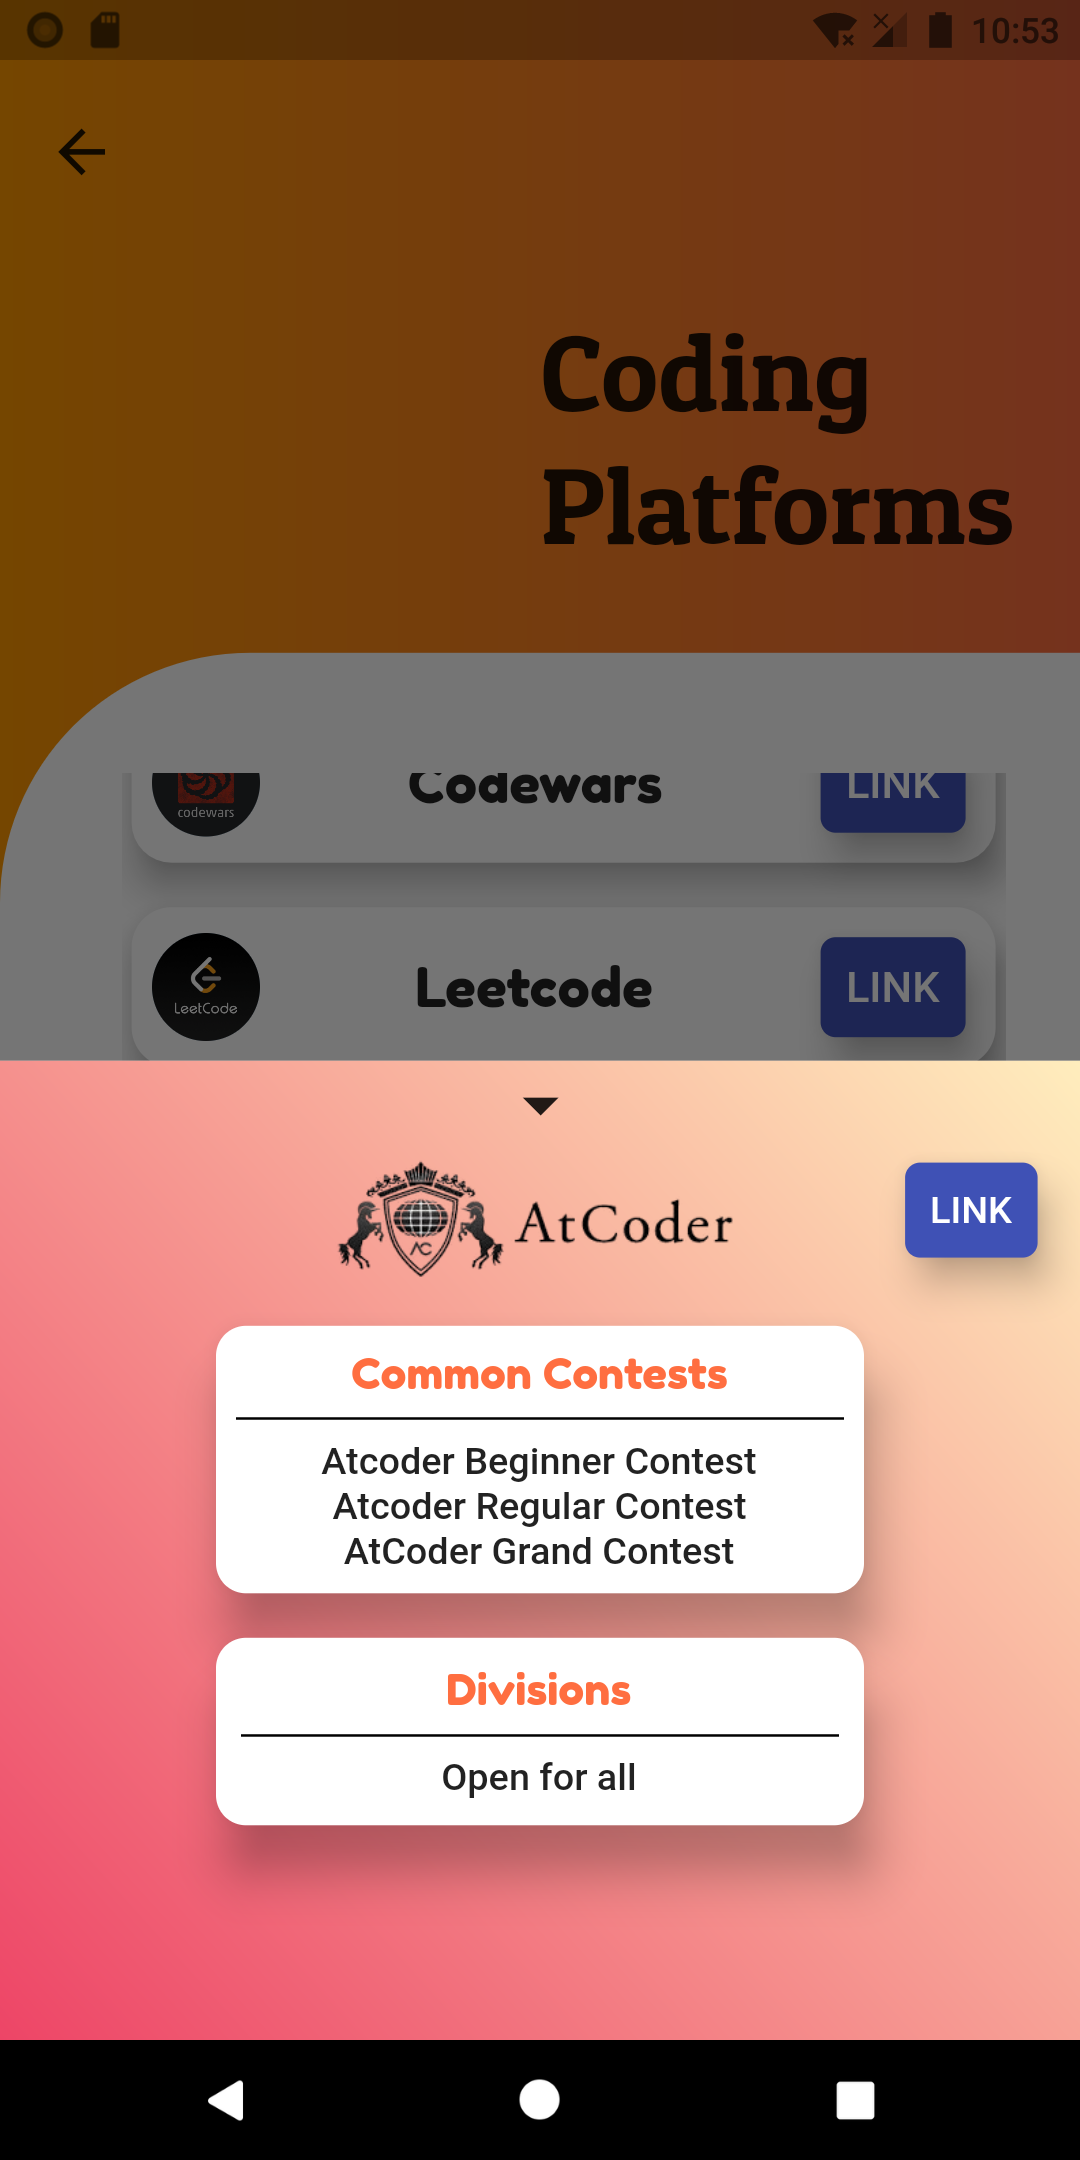 10:53
Coding
Platforms
codewars
Codewars
LINK
LeetCode
Leetcode
LINK
AC
AtCoder
LINK
Common Contests
Atcoder Beginner Contest
Atcoder Regular Contest
AtCoder Grand Contest
Divisions
Open for all